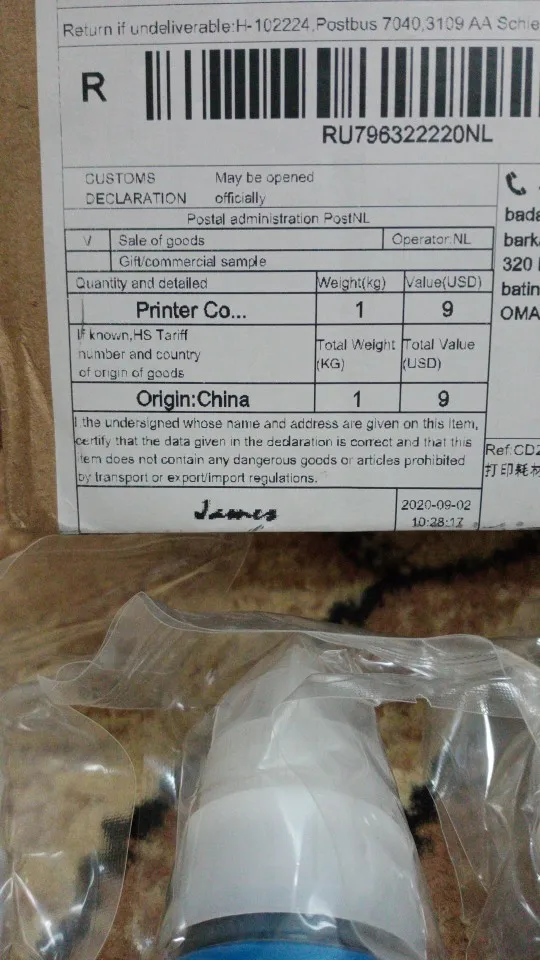 Return if undeliverable:H-102224,Postbus 7040,3109 AA Schie
R
RU796322220NL
CUSTOMS May be opened
DECLARATION officially
Postal administration PostNL
V Sale of goods Operator:NL
Gift/commercial sample
Quantity and detailed Weight(kg) Value(USD)
Printer Co... 1 9
If known,HS Tariff
number and country
of origin of goods
Total Weight
(KG)
Total Value
(USD)
Origin:China 1 9
I,the undersigned whose name and address are given on this item,
certify that the data given in the declaration is correct and that this
item does not contain any dangerous goods or articles prohibited
by transport or export/import regulations.
James
2020-09-02
10:28:17
bada
bark
320
batin
OMA
Ref:CDZ
打印耗材